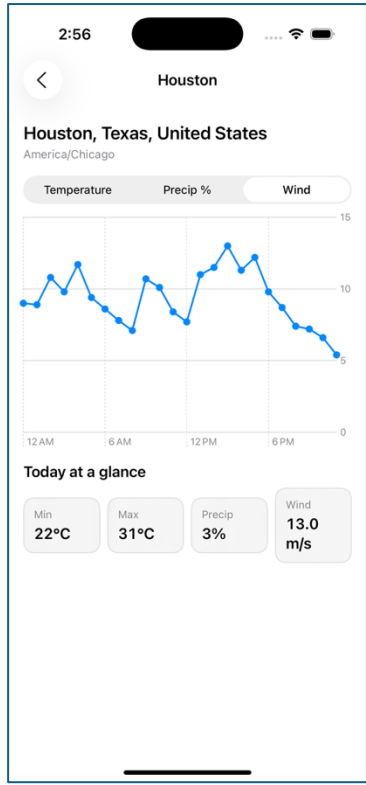 2:56
Houston
Houston, Texas, United States
America/Chicago
Temperature Precip % Wind
15
10
5
0
12 AM 6 AM 12 PM 6 PM
Today at a glance
Min Max Precip Wind
22°C 31°C 3% 13.0
m/s